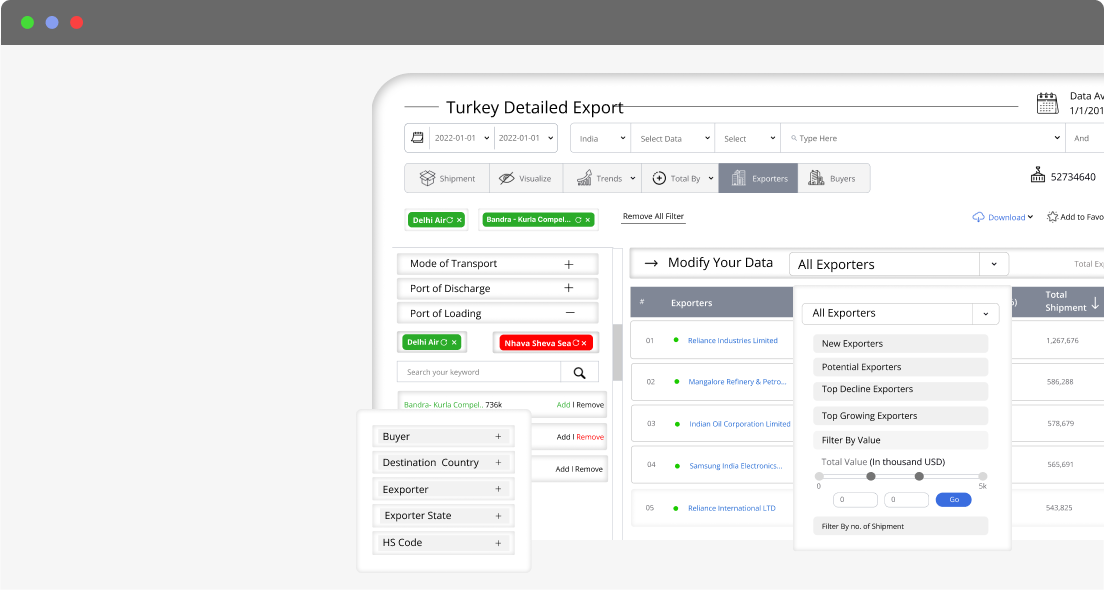 Turkey Detailed Export
Data Av
1/1/201
2022-01-01 2022-01-01 India Select Data Select Type Here And
Shipment Visualize Trends Total By Exporters Buyers
52734640
Delhi Air Bandra - Kurla Compel... Remove All Filter
Download Add to Favo
Mode of Transport
Port of Discharge
Port of Loading
Delhi Air Nhava Sheva Sea
Search your keyword
Bandra- Kurla Compel.. 736k Add I Remove
Add I Remove
Add I Remove
Buyer +
Destination Country +
Eexporter +
Exporter State +
HS Code +
Modify Your Data All Exporters Total Exp
# Exporters
Total
Shipment
01 Reliance Industries Limited 1,267,676
02 Mangalore Refinery & Petro... 586,288
03 Indian Oil Corporation Limited 578,679
04 Samsung India Electronics... 565,691
05 Reliance International LTD 543,825
All Exporters
New Exporters
Potential Exporters
Top Decline Exporters
Top Growing Exporters
Filter By Value
Total Value (In thousand USD)
0 5k
0 0 Go
Filter By no. of Shipment